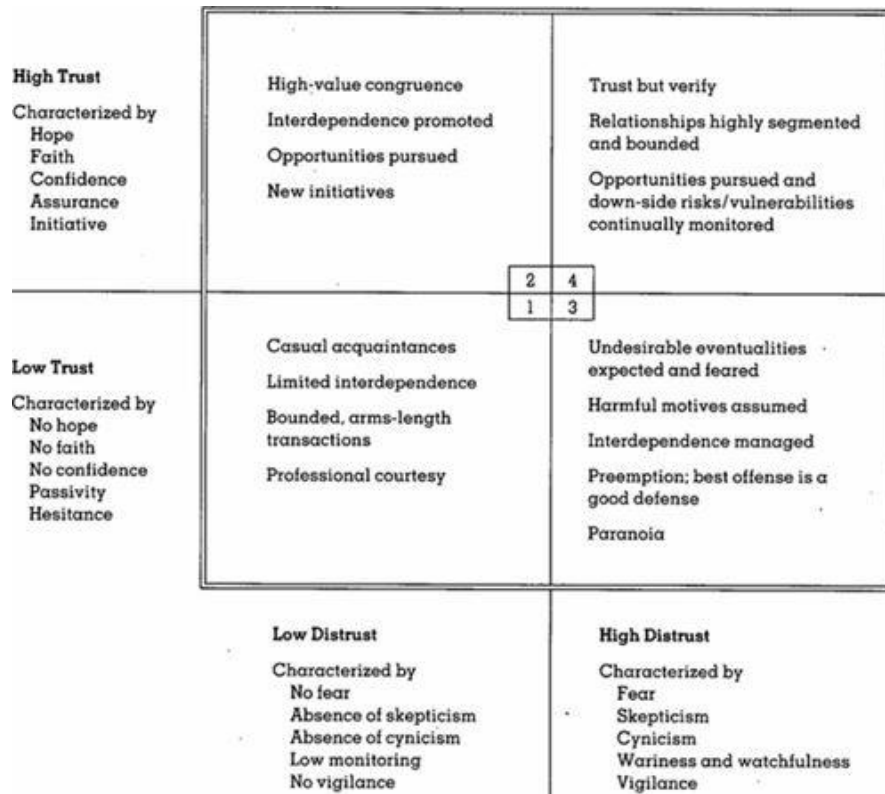 High Trust
Characterized by
Hope
Faith
Confidence
Assurance
Initiative
High-value congruence
Interdependence promoted
Opportunities pursued
New initiatives
Trust but verify
Relationships highly segmented
and bounded
Opportunities pursued and
down-side risks/vulnerabilities
continually monitored
2 4
1 3
Low Trust
Characterized by
No hope
No faith
No confidence
Passivity
Hesitance
Casual acquaintances
Limited interdependence
Bounded, arms-length
transactions
Professional courtesy
Undesirable eventualities
expected and feared
Harmful motives assumed
Interdependence managed
Preemption; best offense is a
good defense
Paranoia
Low Distrust
Characterized by
No fear
Absence of skepticism
Absence of cynicism
Low monitoring
No vigilance
High Distrust
Characterized by
Fear
Skepticism
Cynicism
Wariness and watchfulness
Vigilance